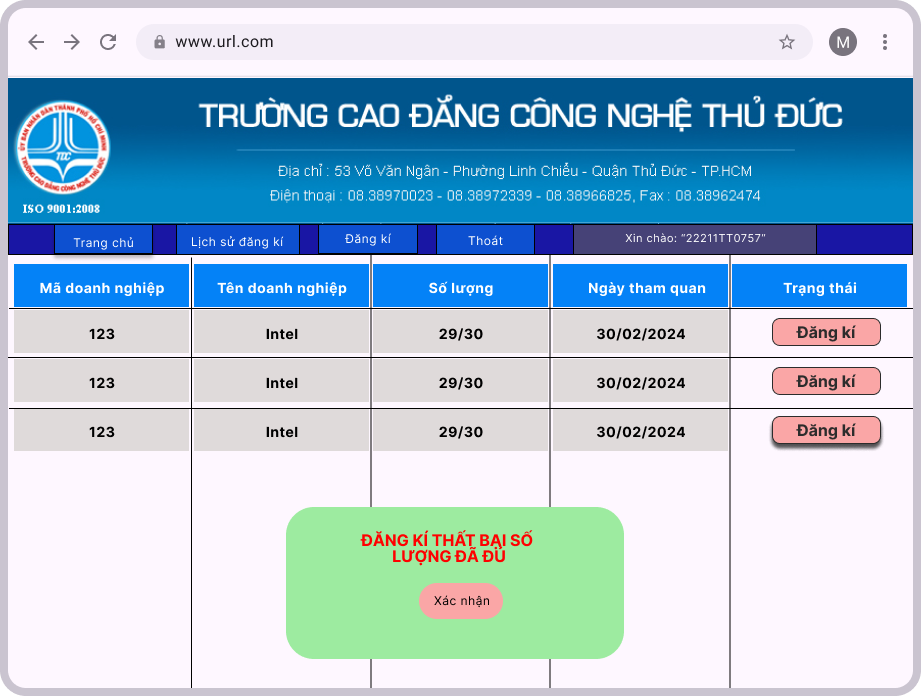 www.url.com
M
ỦY BAN NHÂN DÂN THÀNH PHỐ HỒ CHÍ MINH
TDC
TRƯỜNG CAO ĐẲNG CÔNG NGHỆ THỦ ĐỨC
ISO 9001:2008
TRƯỜNG CAO ĐẲNG CÔNG NGHỆ THỦ ĐỨC
Địa chỉ : 53 Võ Văn Ngân - Phường Linh Chiểu - Quận Thủ Đức - TP.HCM
Điện thoại : 08.38970023 - 08.38972339 - 08.38966825, Fax : 08.38962474
Trang chủ Lịch sử đăng kí Đăng kí Thoát Xin chào: "22211TT0757"
Mã doanh nghiệp Tên doanh nghiệp Số lượng Ngày tham quan Trạng thái
123 Intel 29/30 30/02/2024 Đăng kí
123 Intel 29/30 30/02/2024 Đăng kí
123 Intel 29/30 30/02/2024 Đăng kí
ĐĂNG KÍ THẤT BẠI SỐ
LƯỢNG ĐÃ ĐỦ
Xác nhận